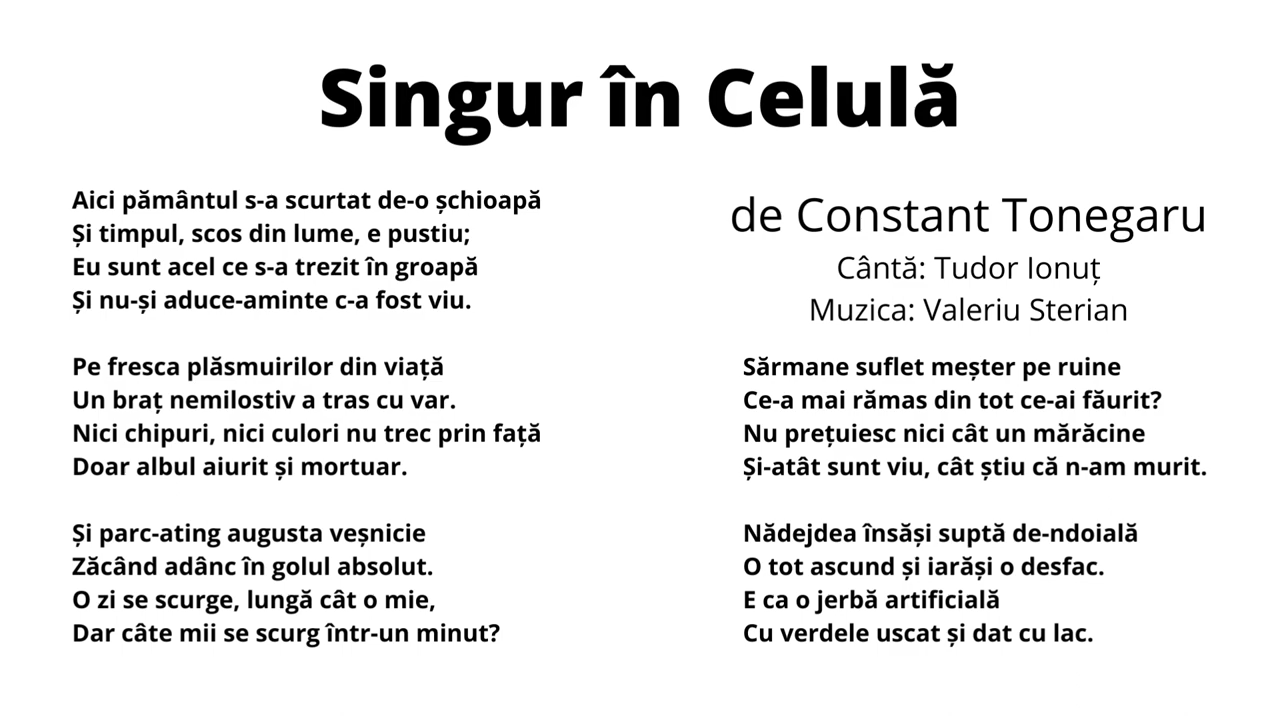 Singur în Celulă
de Constant Tonegaru
Cântă: Tudor Ionuț
Muzica: Valeriu Sterian
Aici pământul s-a scurtat de-o șchioapă
Și timpul, scos din lume, e pustiu;
Eu sunt acel ce s-a trezit în groapă
Și nu-și aduce-aminte c-a fost viu.
Pe fresca plăsmuirilor din viață
Un braț nemilostiv a tras cu var.
Nici chipuri, nici culori nu trec prin față
Doar albul aiurit și mortuar.
Și parc-ating augusta veșnicie
Zăcând adânc în golul absolut.
O zi se scurge, lungă cât o mie,
Dar câte mii se scurg într-un minut?
Sărmane suflet meșter pe ruine
Ce-a mai rămas din tot ce-ai făurit?
Nu prețuiesc nici cât un mărăcine
Și-atât sunt viu, cât știu că n-am murit.
Nădejdea însăși suptă de-ndoială
O tot ascund și iarăși o desfac.
E ca o jerbă artificială
Cu verdele uscat și dat cu lac.